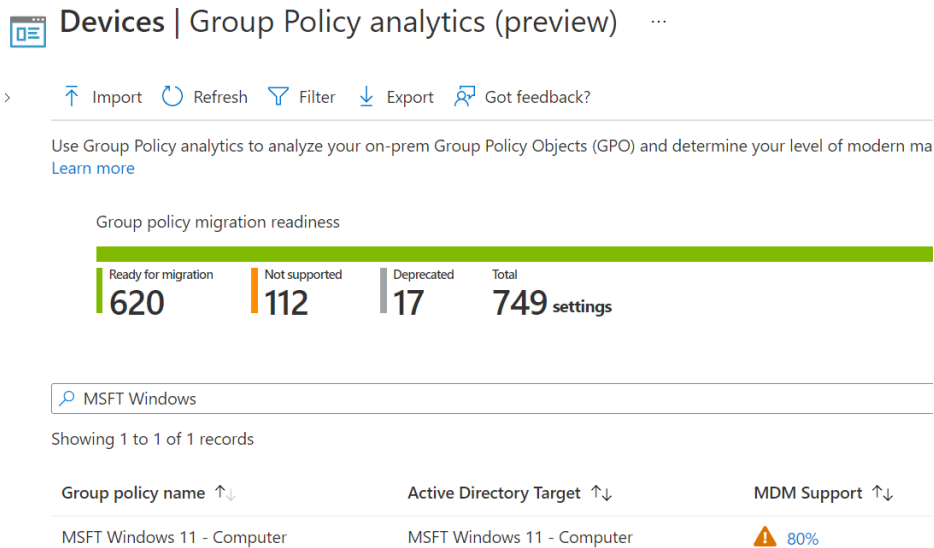 Devices | Group Policy analytics (preview) ...
Import Refresh Filter Export Got feedback?
Use Group Policy analytics to analyze your on-prem Group Policy Objects (GPO) and determine your level of modern ma
Learn more
Group policy migration readiness
Ready for migration Not supported Deprecated Total
620 112 17 749 settings
MSFT Windows
Showing 1 to 1 of 1 records
Group policy name Active Directory Target MDM Support
MSFT Windows 11 - Computer MSFT Windows 11 - Computer 80%